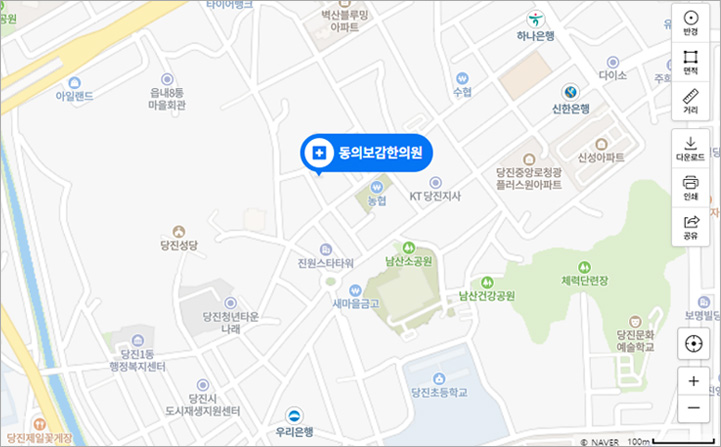 공원
타이어뱅크
벽산블루밍
아파트
하나은행
반경
아일랜드
읍내8통
마을회관
수협
다이소
면적
신한은행
거리
동의보감한의원
당진중앙로청광
플러스원아파트
신성아파트
다운로드
농협
KT 당진지사
인쇄
공유
당진성당
진원스타타워
남산소공원
체력단련장
새마을금고
남산건강공원
당진청년타운
나래
보명빌딩
당진문화
예술학교
당진1동
행정복지센터
당진시
도시재생지원센터
당진초등학교
우리은행
당진제일꽃게장
© NAVER
100m